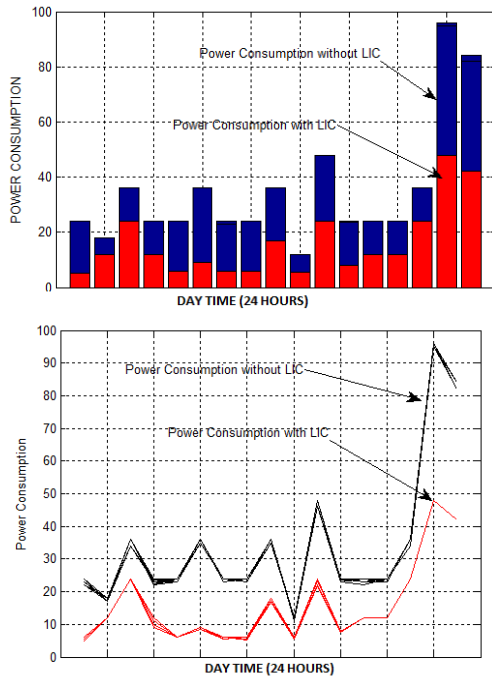 100
80
60
40
20
0
POWER CONSUMPTION
Power Consumption without LIC
Power Consumption with LIC
DAY TIME (24 HOURS)
100
90
80
70
60
50
40
30
20
10
0
Power Consumption
Power Consumption without LIC
Power Consumption with LIC
DAY TIME (24 HOURS)